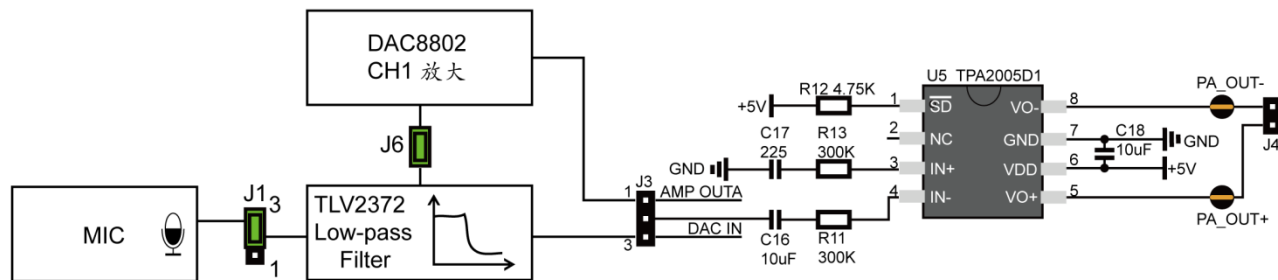 DAC8802
CH1 放大
J6
MIC
J1
3
1
TLV2372
Low-pass
Filter
J3
1
3
AMP OUTA
DAC IN
+5V
R12 4.75K
C17
225
R13
300K
GND
C16
10uF
R11
300K
U5 TPA2005D1
1
2
3
4
SD
NC
IN+
IN-
VO-
GND
VDD
VO+
8
7
6
5
C18
10uF
GND
+5V
PA_OUT-
PA_OUT+
J4